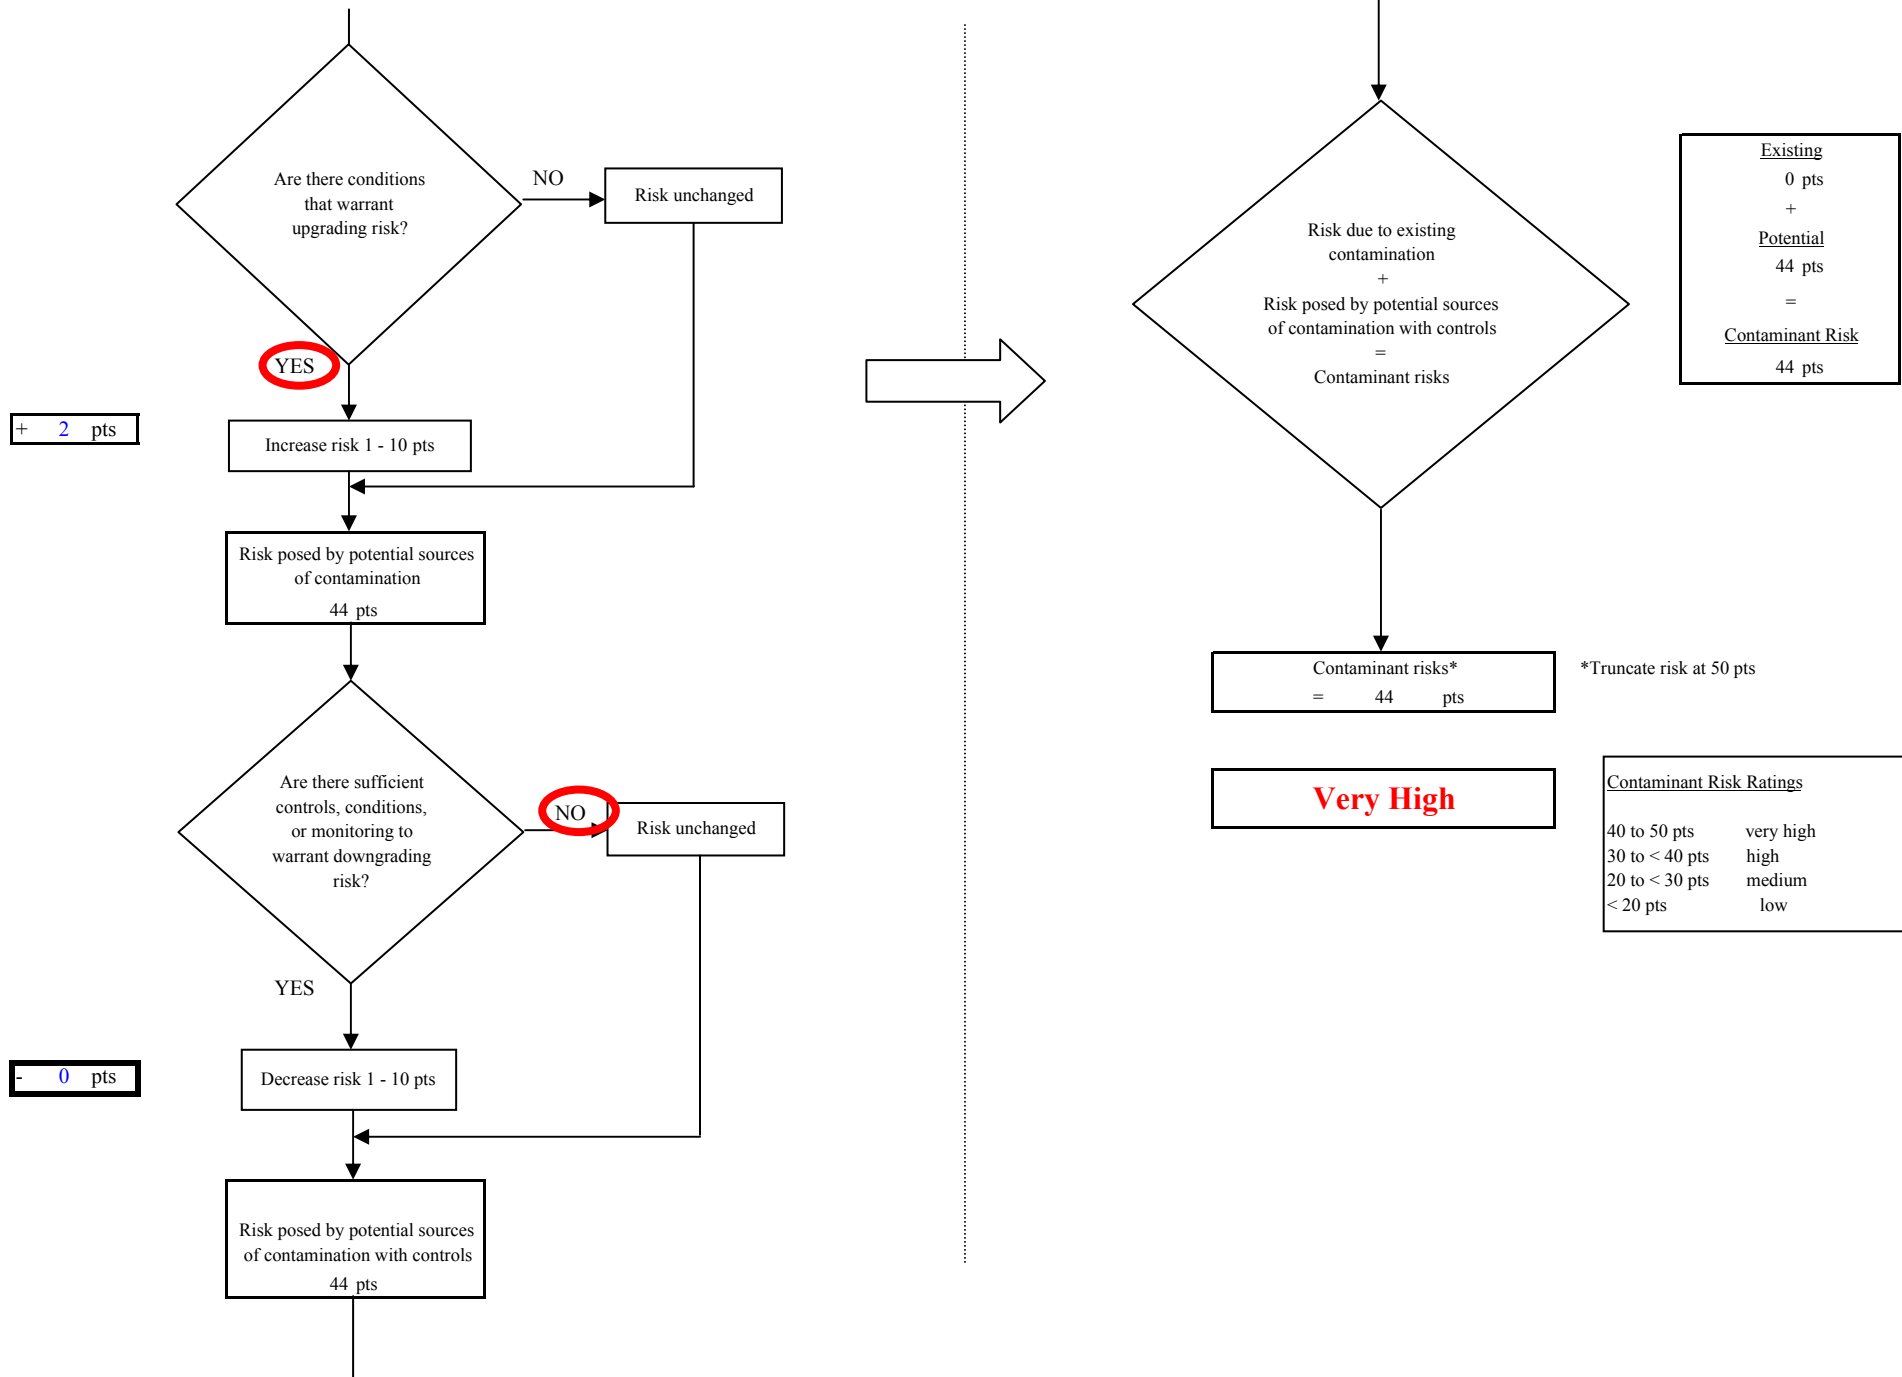 Are there conditions
that warrant
upgrading risk?
NO
Risk unchanged
YES
+ 2 pts
Increase risk 1 - 10 pts
Risk posed by potential sources
of contamination
44 pts
Are there sufficient
controls, conditions,
or monitoring to
warrant downgrading
risk?
NO
Risk unchanged
YES
- 0 pts
Decrease risk 1 - 10 pts
Risk posed by potential sources
of contamination with controls
44 pts
Risk due to existing
contamination
+
Risk posed by potential sources
of contamination with controls
=
Contaminant risks
Existing
0 pts
+
Potential
44 pts
=
Contaminant Risk
44 pts
Contaminant risks*
= 44 pts
*Truncate risk at 50 pts
Very High
Contaminant Risk Ratings
40 to 50 pts very high
30 to < 40 pts high
20 to < 30 pts medium
< 20 pts low